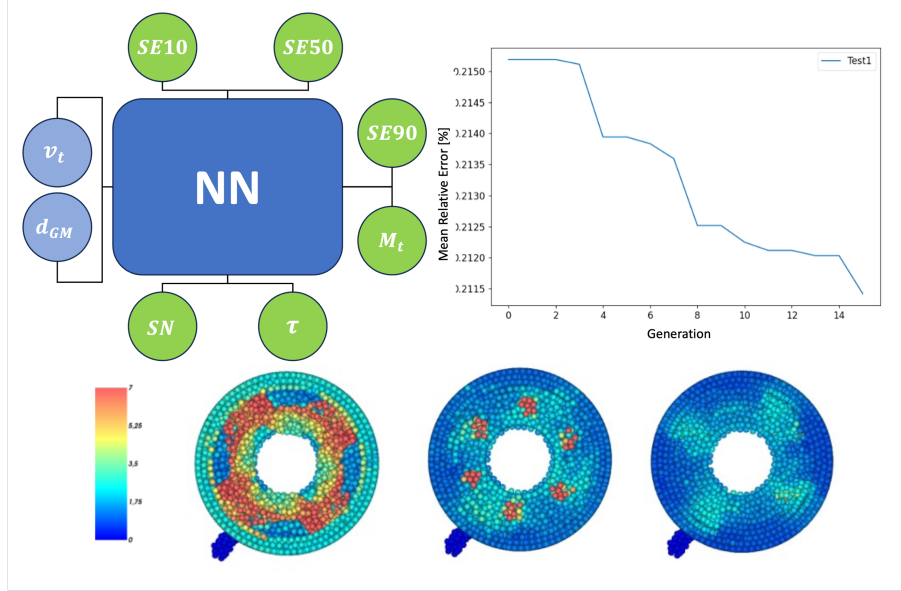 SE10 SE50
SE90
v_t
NN
d_GM
M_t
SN τ
Test1
Mean Relative Error [%]
0.2150
0.2145
0.2140
0.2135
0.2130
0.2125
0.2120
0.2115
0 2 4 6 8 10 12 14
Generation
7
5,25
3,5
1,75
0